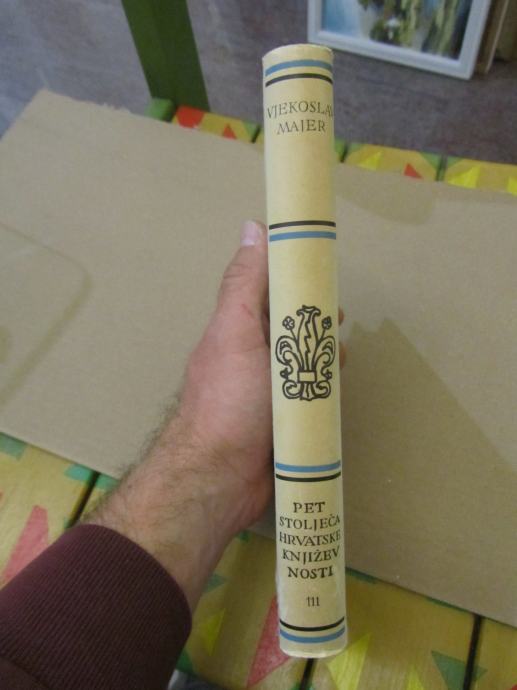 VJEKOSLAV
MAJER
PET
STOLJEĆA
HRVATSKE
KNJIŽEV
NOSTI
111